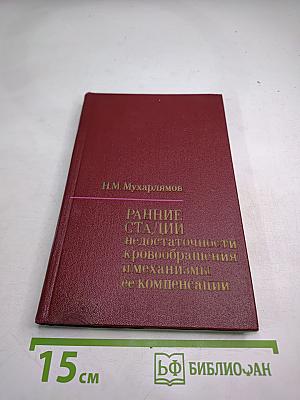 Н.М.Мухарлямов
РАННИЕ
СТАДИИ
недостаточности
кровообращения
и механизмы
ее компенсации
15 см
БФ БИБЛИОФАН